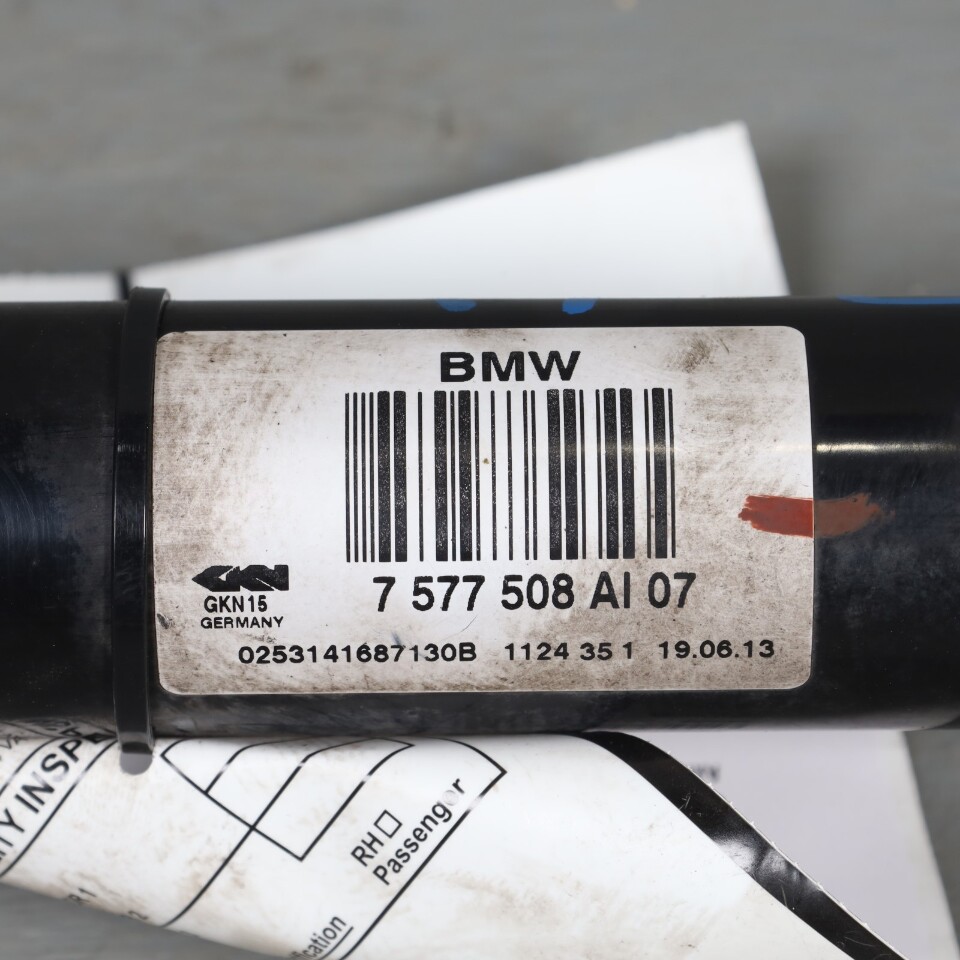 BMW
7 577 508 AI 07
GKN
GKN15
GERMANY
0253141687130B 1124 35 1 19.06.13
RH
Passenger